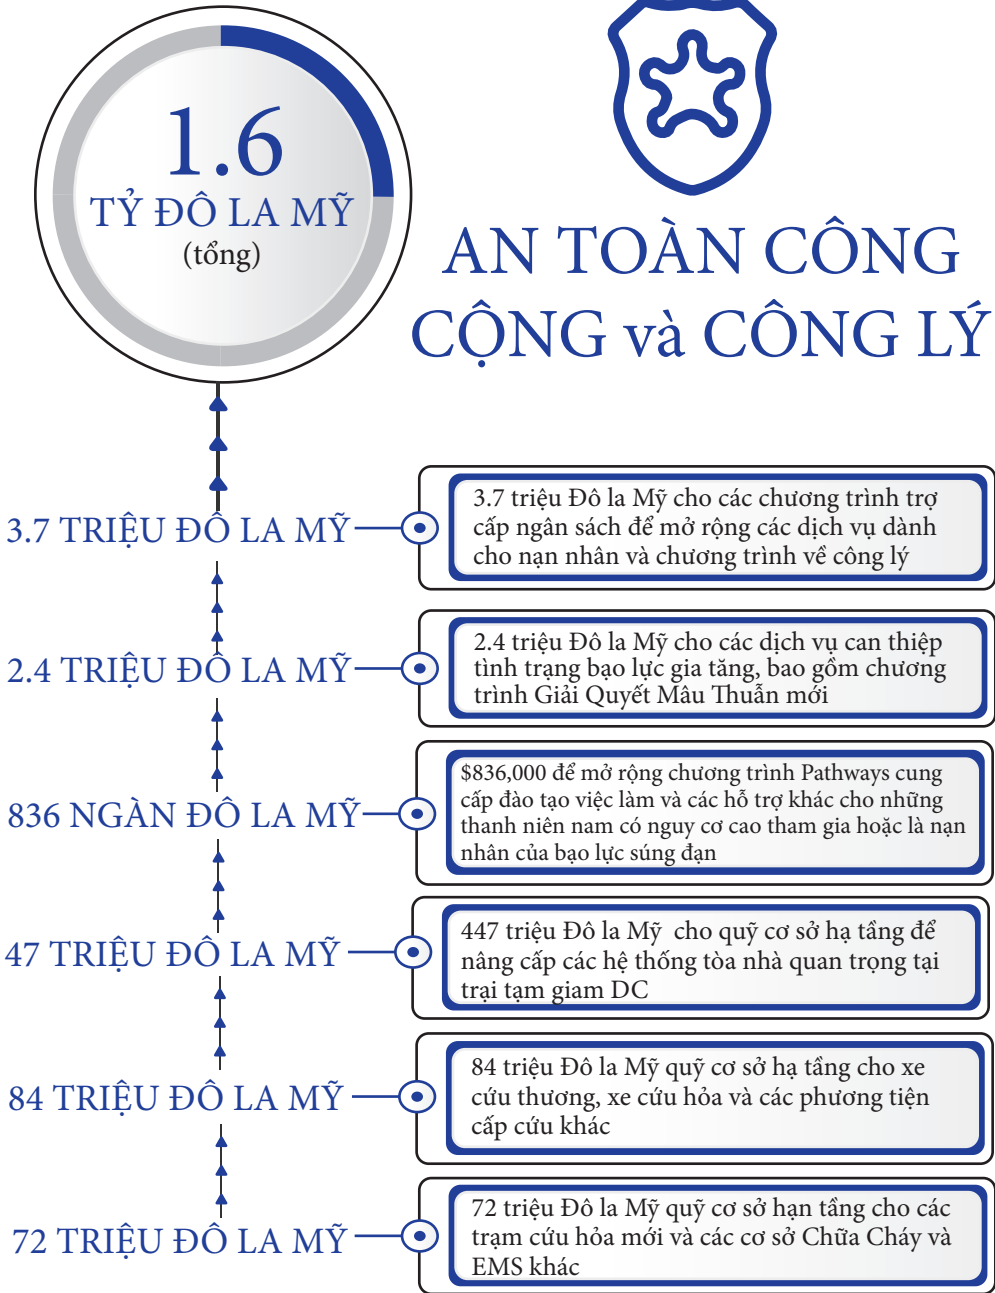 1.6
TỶ ĐÔ LA MỸ
(tổng)
AN TOÀN CÔNG
CỘNG và CÔNG LÝ
3.7 TRIỆU ĐÔ LA MỸ
3.7 triệu Đô la Mỹ cho các chương trình trợ
cấp ngân sách để mở rộng các dịch vụ dành
cho nạn nhân và chương trình về công lý
2.4 TRIỆU ĐÔ LA MỸ
2.4 triệu Đô la Mỹ cho các dịch vụ can thiệp
tình trạng bạo lực gia tăng, bao gồm chương
trình Giải Quyết Mâu Thuẫn mới
836 NGÀN ĐÔ LA MỸ
$836,000 để mở rộng chương trình Pathways cung
cấp đào tạo việc làm và các hỗ trợ khác cho những
thanh niên nam có nguy cơ cao tham gia hoặc là nạn
nhân của bạo lực súng đạn
47 TRIỆU ĐÔ LA MỸ
447 triệu Đô la Mỹ cho quỹ cơ sở hạ tầng để
nâng cấp các hệ thống tòa nhà quan trọng tại
trại tạm giam DC
84 TRIỆU ĐÔ LA MỸ
84 triệu Đô la Mỹ quỹ cơ sở hạ tầng cho xe
cứu thương, xe cứu hỏa và các phương tiện
cấp cứu khác
72 TRIỆU ĐÔ LA MỸ
72 triệu Đô la Mỹ quỹ cơ sở hạn tầng cho các
trạm cứu hỏa mới và các cơ sở Chữa Cháy và
EMS khác